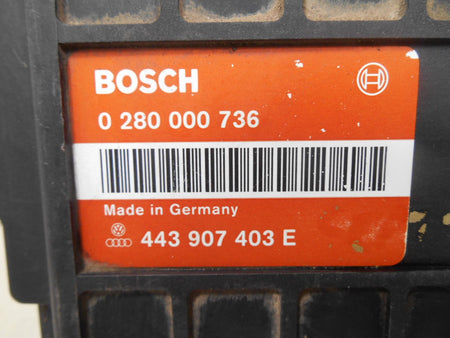 BOSCH
0 280 000 736
Made in Germany
443 907 403 E